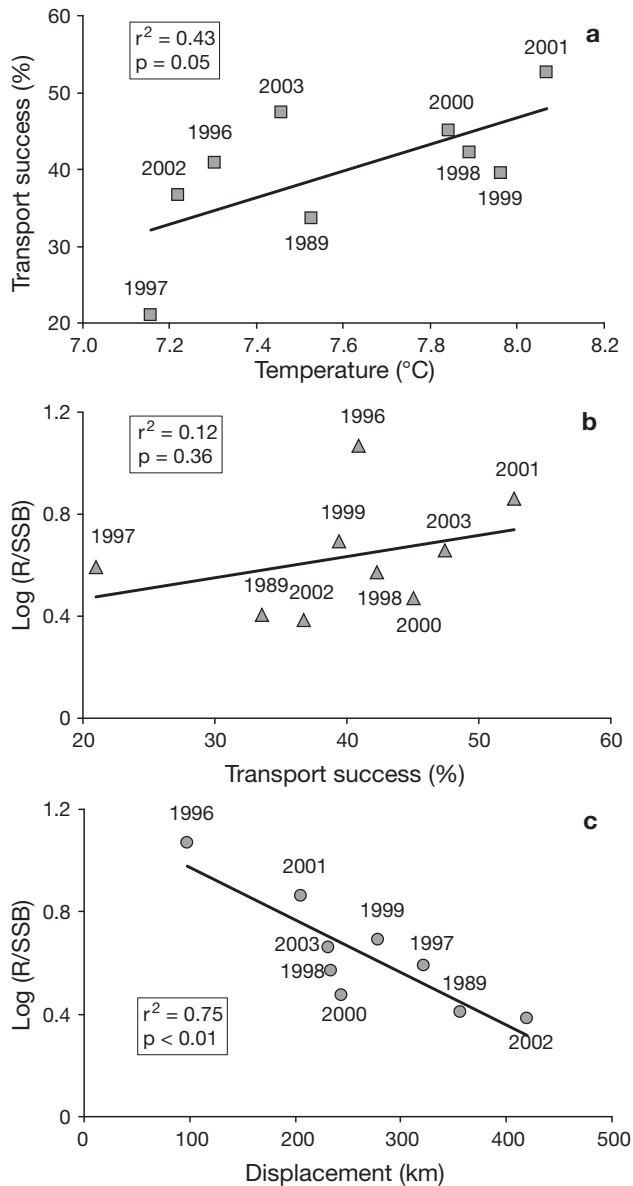 60
50
40
30
20
Transport success (%)
r² = 0.43
p = 0.05
a
2001
2003
2000
1996
2002
1998
1999
1989
1997
7.0 7.2 7.4 7.6 7.8 8.0 8.2
Temperature (°C)
1.2
0.8
0.4
0
Log (R/SSB)
r² = 0.12
p = 0.36
b
1996
2001
1999
2003
1997
1989 2002
1998
2000
20 30 40 50 60
Transport success (%)
1.2
0.8
0.4
0
Log (R/SSB)
c
1996
2001
1999
2003
1997
1998
1989
2000
2002
r² = 0.75
p < 0.01
0 100 200 300 400 500
Displacement (km)